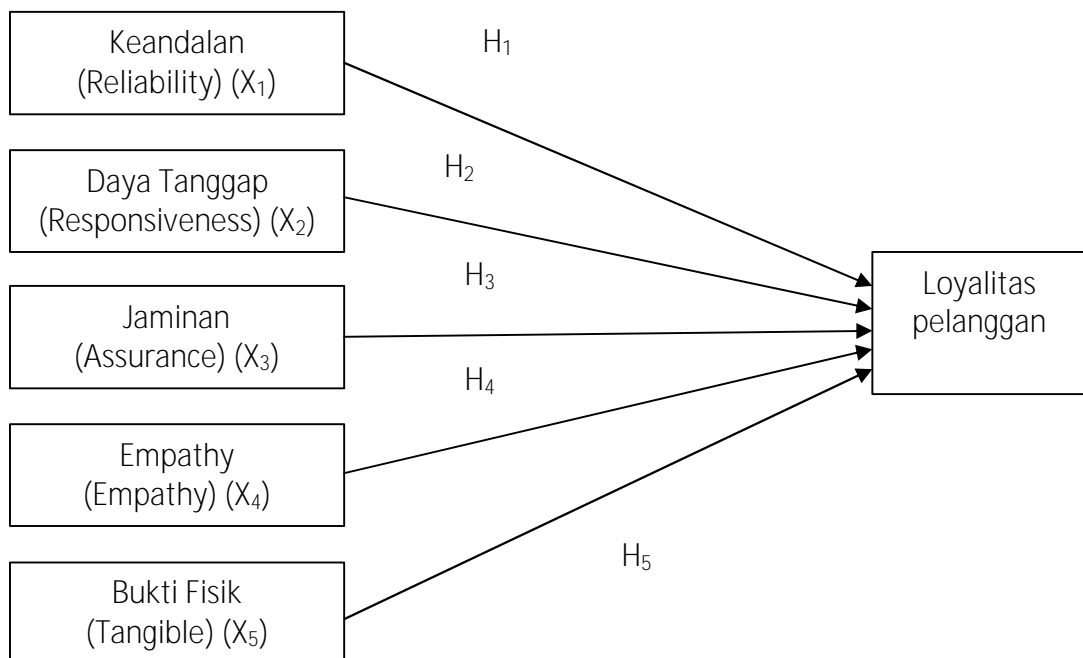 Keandalan
(Reliability) (X₁)
H₁
Daya Tanggap
(Responsiveness) (X₂)
H₂
Jaminan
(Assurance) (X₃)
H₃
Loyalitas
pelanggan
Empathy
(Empathy) (X₄)
H₄
Bukti Fisik
(Tangible) (X₅)
H₅